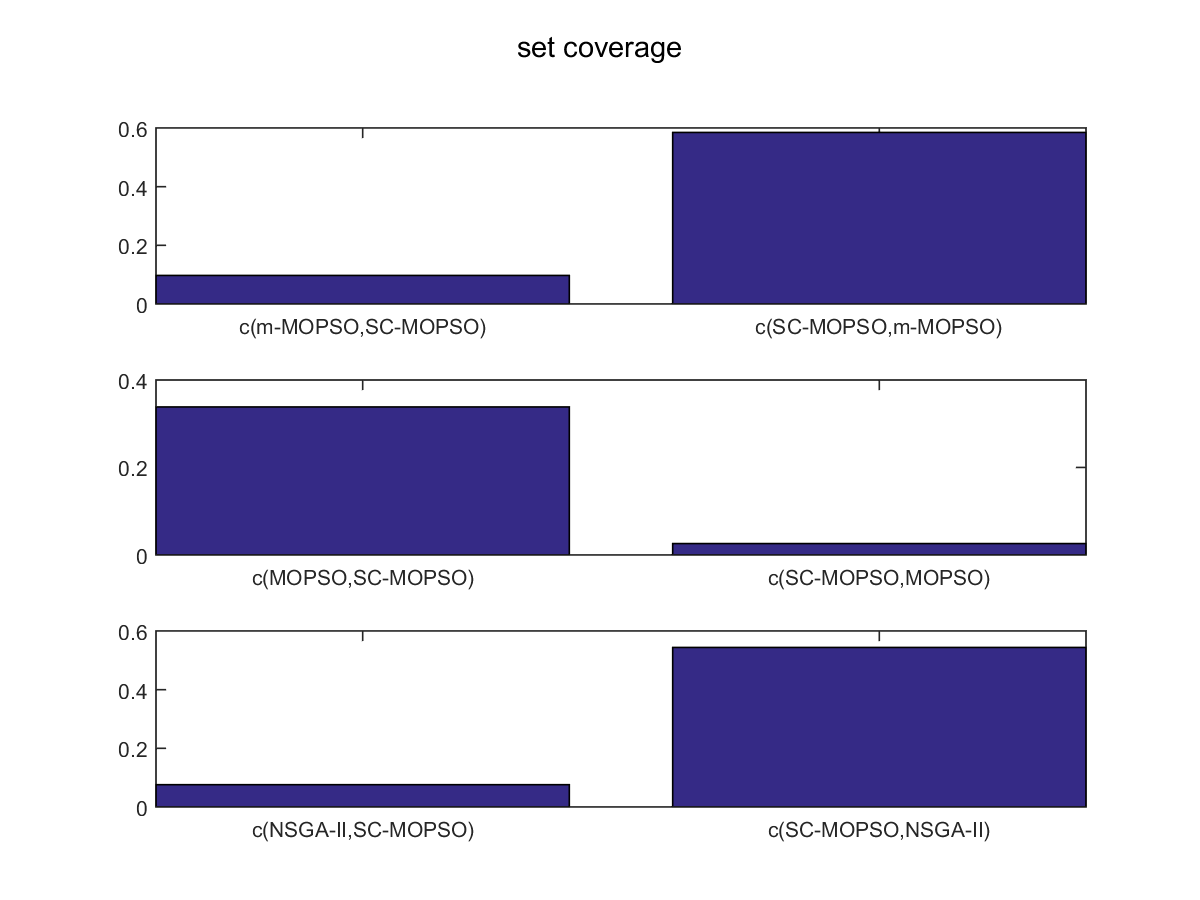 set coverage
0.6
0.4
0.2
0
c(m-MOPSO,SC-MOPSO) c(SC-MOPSO,m-MOPSO)
0.4
0.2
0
c(MOPSO,SC-MOPSO) c(SC-MOPSO,MOPSO)
0.6
0.4
0.2
0
c(NSGA-II,SC-MOPSO) c(SC-MOPSO,NSGA-II)